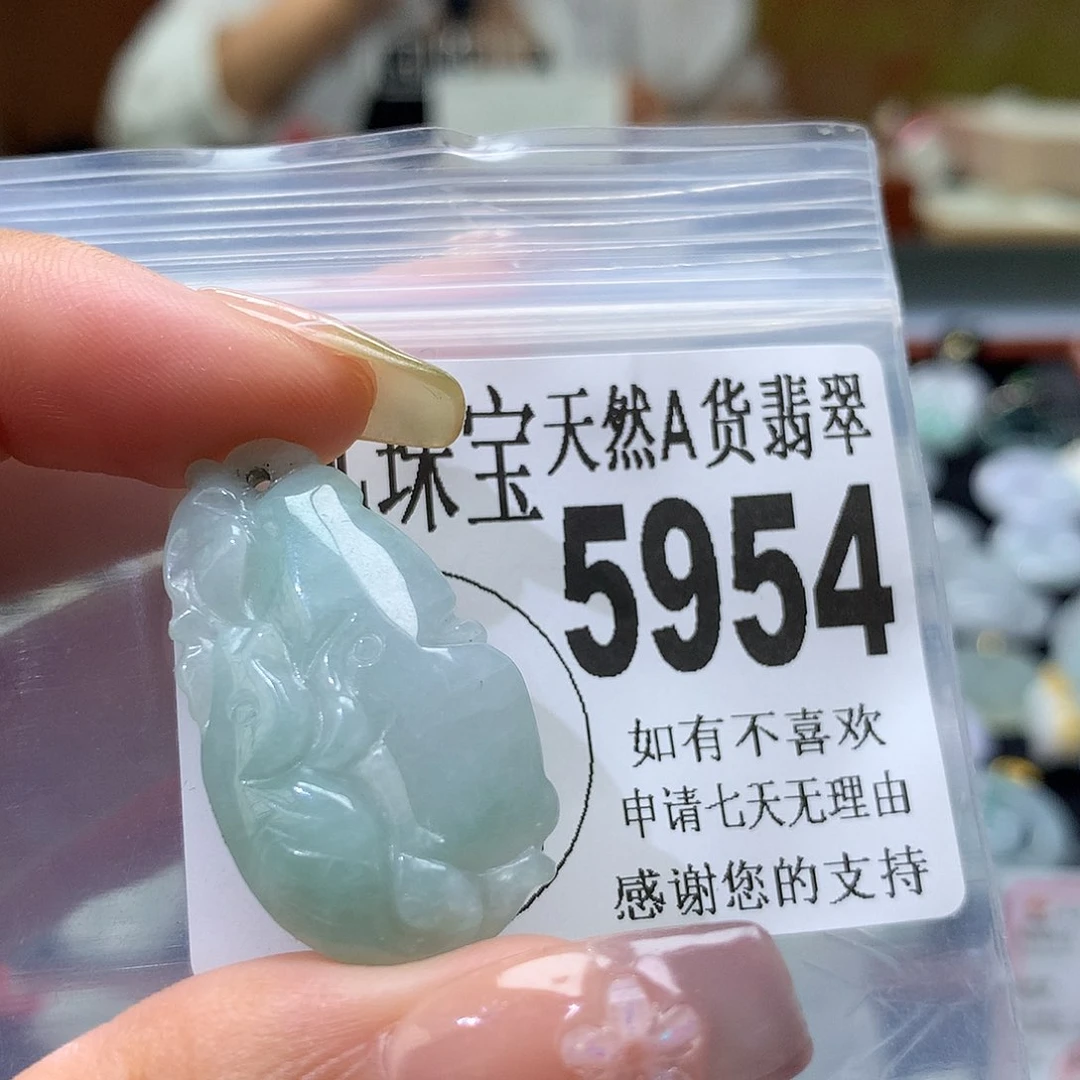 珠宝天然A货翡翠
5954
如有不喜欢
申请七天无理由
感谢您的支持